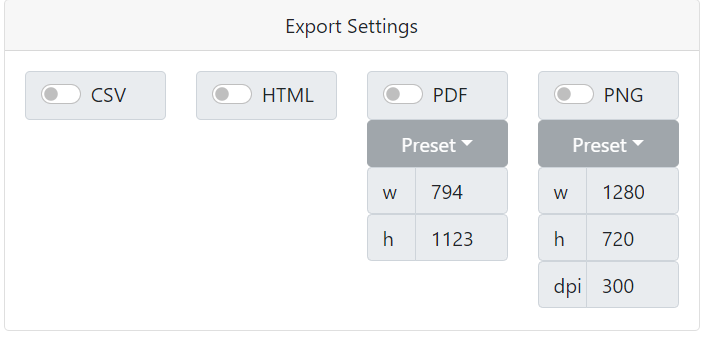 Export Settings
CSV HTML PDF PNG
Preset Preset
w 794 w 1280
h 1123 h 720
dpi 300